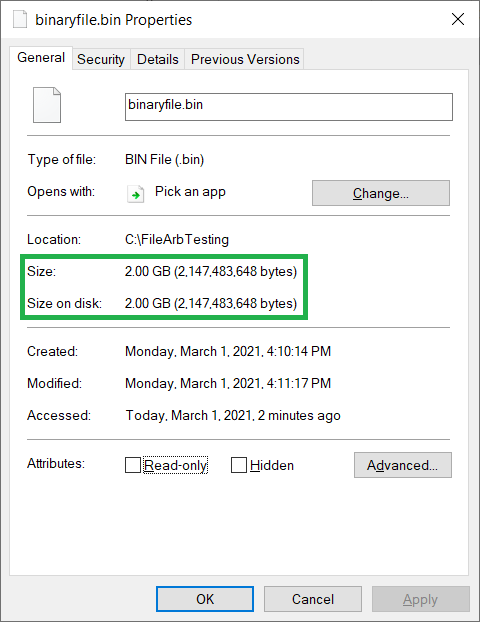 binaryfile.bin Properties
General Security Details Previous Versions
binaryfile.bin
Type of file: BIN File (.bin)
Opens with: Pick an app Change...
Location: C:\FileArbTesting
Size: 2.00 GB (2,147,483,648 bytes)
Size on disk: 2.00 GB (2,147,483,648 bytes)
Created: Monday, March 1, 2021, 4:10:14 PM
Modified: Monday, March 1, 2021, 4:11:17 PM
Accessed: Today, March 1, 2021, 2 minutes ago
Attributes: Read-only Hidden Advanced...
OK Cancel Apply